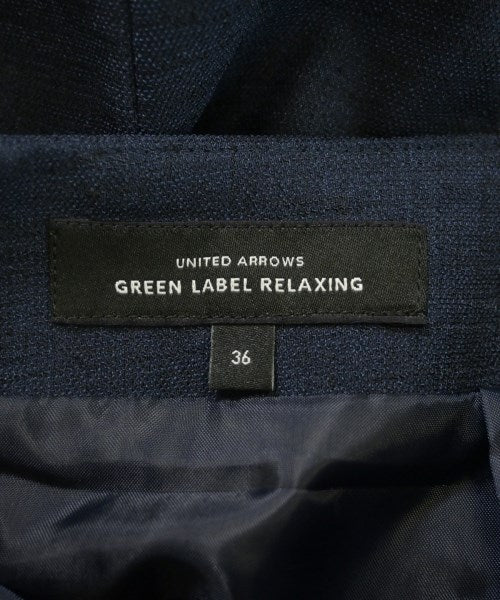 UNITED ARROWS
GREEN LABEL RELAXING
36